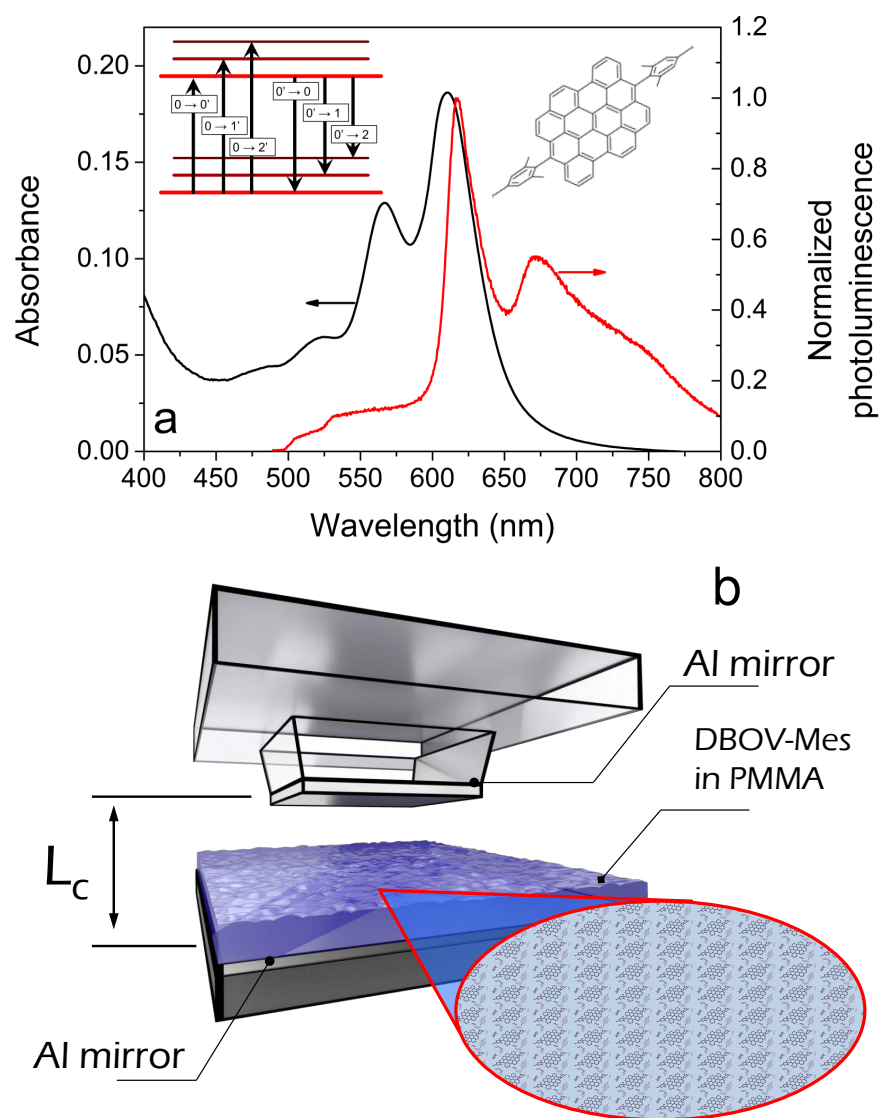 0.20
0.15
0.10
0.05
0.00
Absorbance
400 450 500 550 600 650 700 750 800
Wavelength (nm)
1.2
1.0
0.8
0.6
0.4
0.2
0.0
Normalized
photoluminescence
0 → 0'
0 → 1'
0 → 2'
0' → 0
0' → 1
0' → 2
a
b
Al mirror
DBOV-Mes
in PMMA
L_C
Al mirror